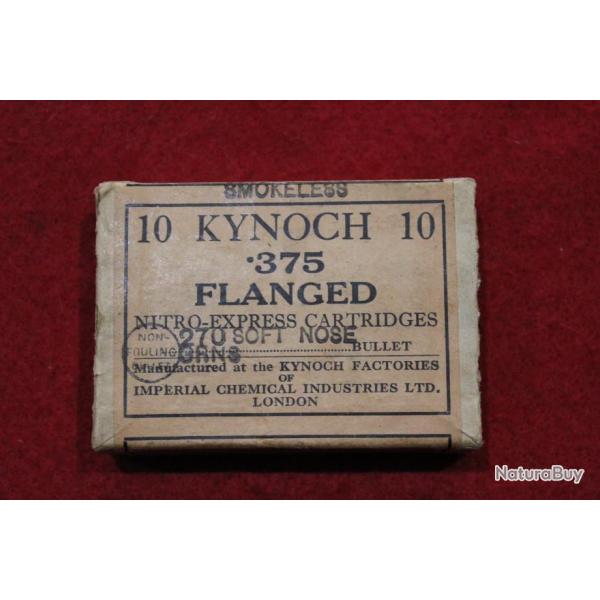 SMOKELESS
10 KYNOCH 10
·375
FLANGED
NITRO-EXPRESS CARTRIDGES
NON-
FOULING
270 SOFT NOSE
GRNS
BULLET
Manufactured at the KYNOCH FACTORIES
OF
IMPERIAL CHEMICAL INDUSTRIES LTD.
LONDON
NaturaBuy